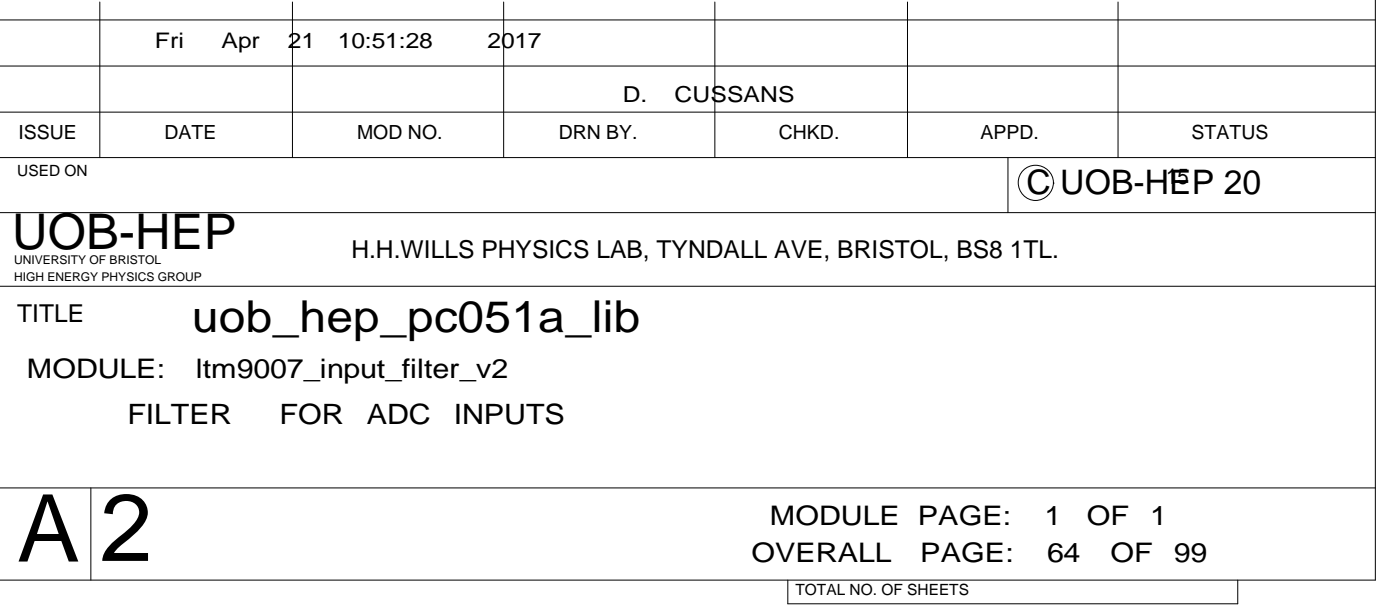 Fri Apr 21 10:51:28 2017
D. CUSSANS
ISSUE DATE MOD NO. DRN BY. CHKD. APPD. STATUS
USED ON
© UOB-HEP 20
15
UOB-HEP
UNIVERSITY OF BRISTOL
HIGH ENERGY PHYSICS GROUP
H.H.WILLS PHYSICS LAB, TYNDALL AVE, BRISTOL, BS8 1TL.
TITLE uob_hep_pc051a_lib
MODULE: ltm9007_input_filter_v2
FILTER FOR ADC INPUTS
A 2
MODULE PAGE: 1 OF 1
OVERALL PAGE: 64 OF 99
TOTAL NO. OF SHEETS